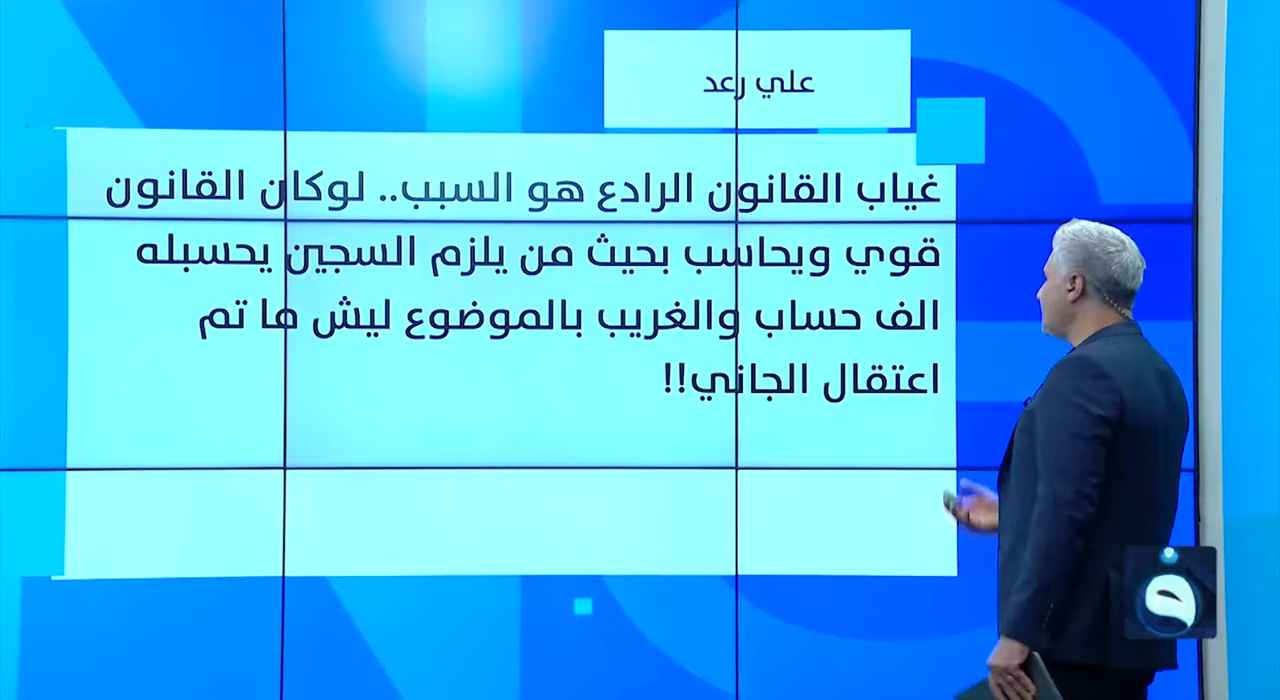 علي رعد
غياب القانون الرادع هو السبب.. لوكان القانون
قوي ويحاسب بحيث من يلزم السجين يحسبله
الف حساب والغريب بالموضوع ليش ها تم
اعتقال الجاني!!